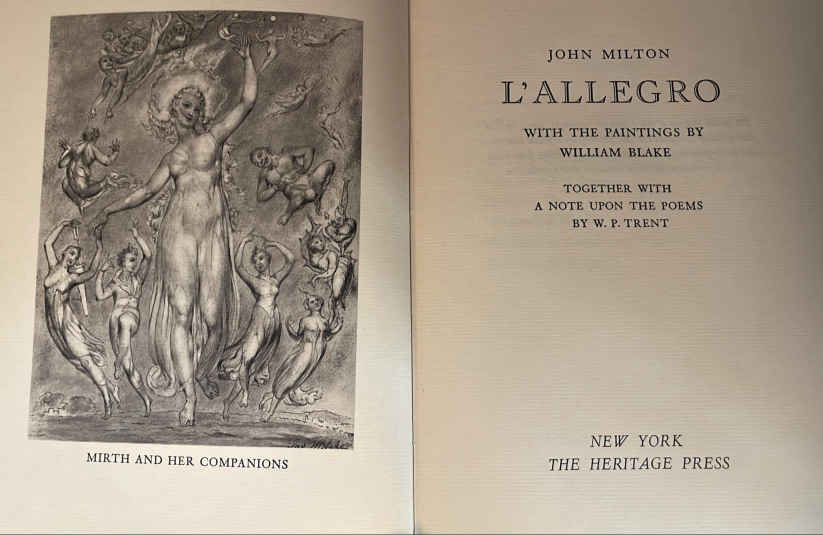 MIRTH AND HER COMPANIONS
JOHN MILTON
L'ALLEGRO
WITH THE PAINTINGS BY
WILLIAM BLAKE
TOGETHER WITH
A NOTE UPON THE POEMS
BY W. P. TRENT
NEW YORK
THE HERITAGE PRESS